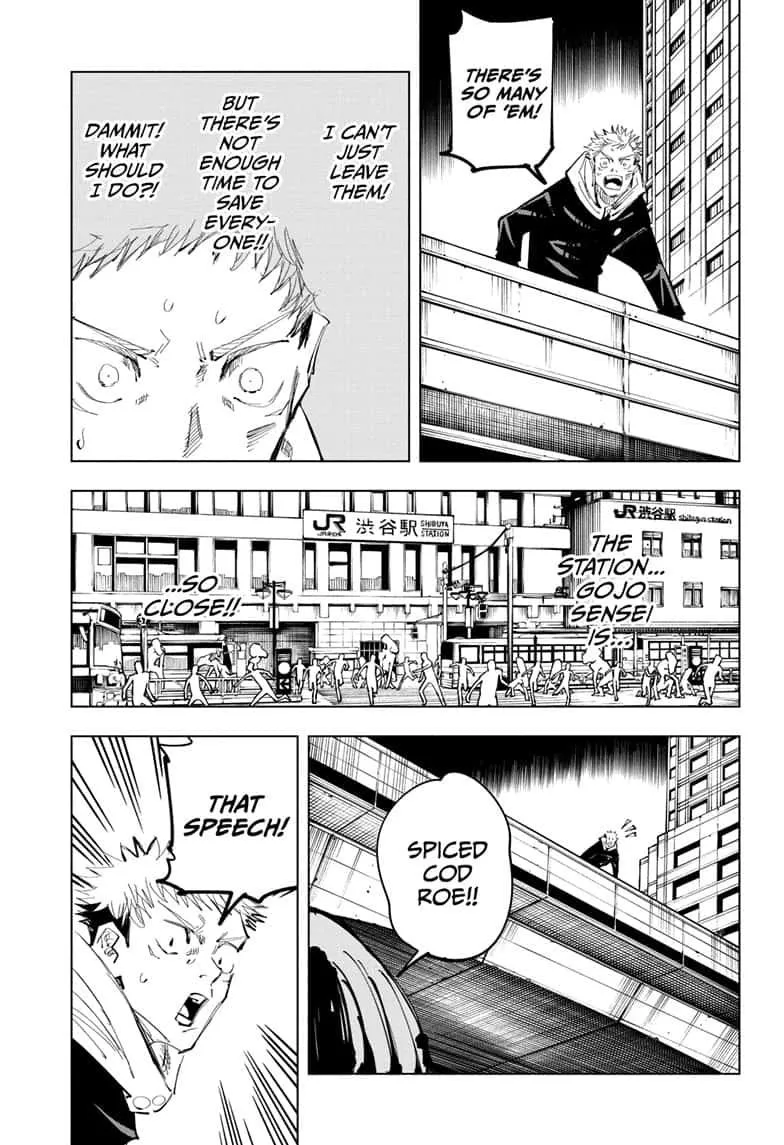 THERE'S
SO MANY
OF 'EM!
I CAN'T
JUST
LEAVE
THEM!
BUT
THERE'S
NOT
ENOUGH
TIME TO
SAVE
EVERY-
ONE!!
DAMMIT!
WHAT
SHOULD
I DO?!
JR 渋谷駅 SHIBUYA
STATION
JR 渋谷駅 shibuya station
THE
STATION...
GOJO
SENSEI
IS...
...SO
CLOSE!!
SPICED
COD
ROE!!
THAT
SPEECH!